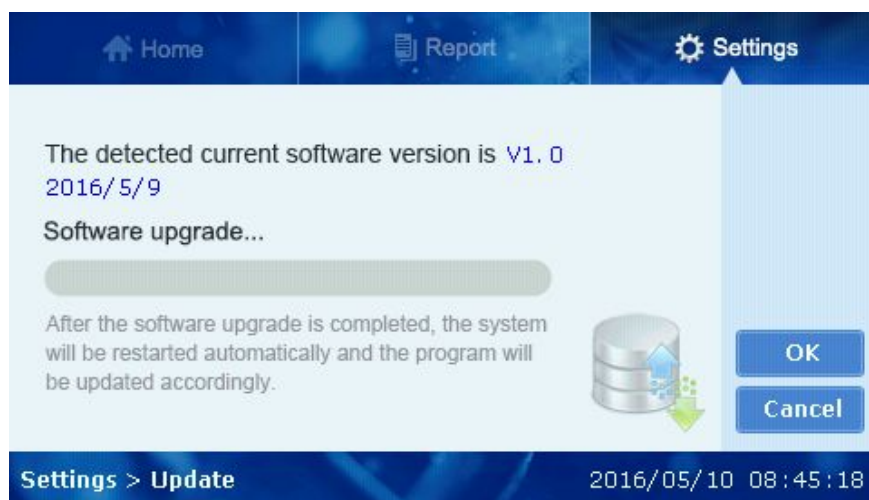 Home
Report
Settings
The detected current software version is V1.0
2016/5/9
Software upgrade...
After the software upgrade is completed, the system
will be restarted automatically and the program will
be updated accordingly.
OK
Cancel
Settings > Update
2016/05/10 08:45:18